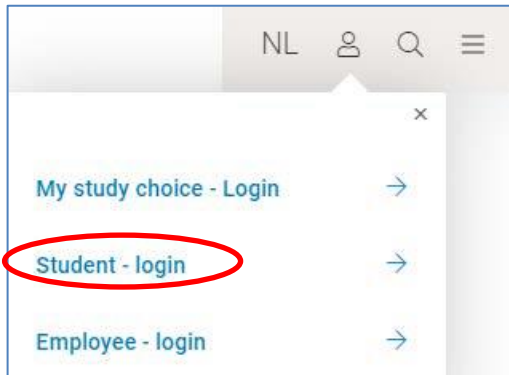 NL
×
My study choice - Login
Student - login
Employee - login